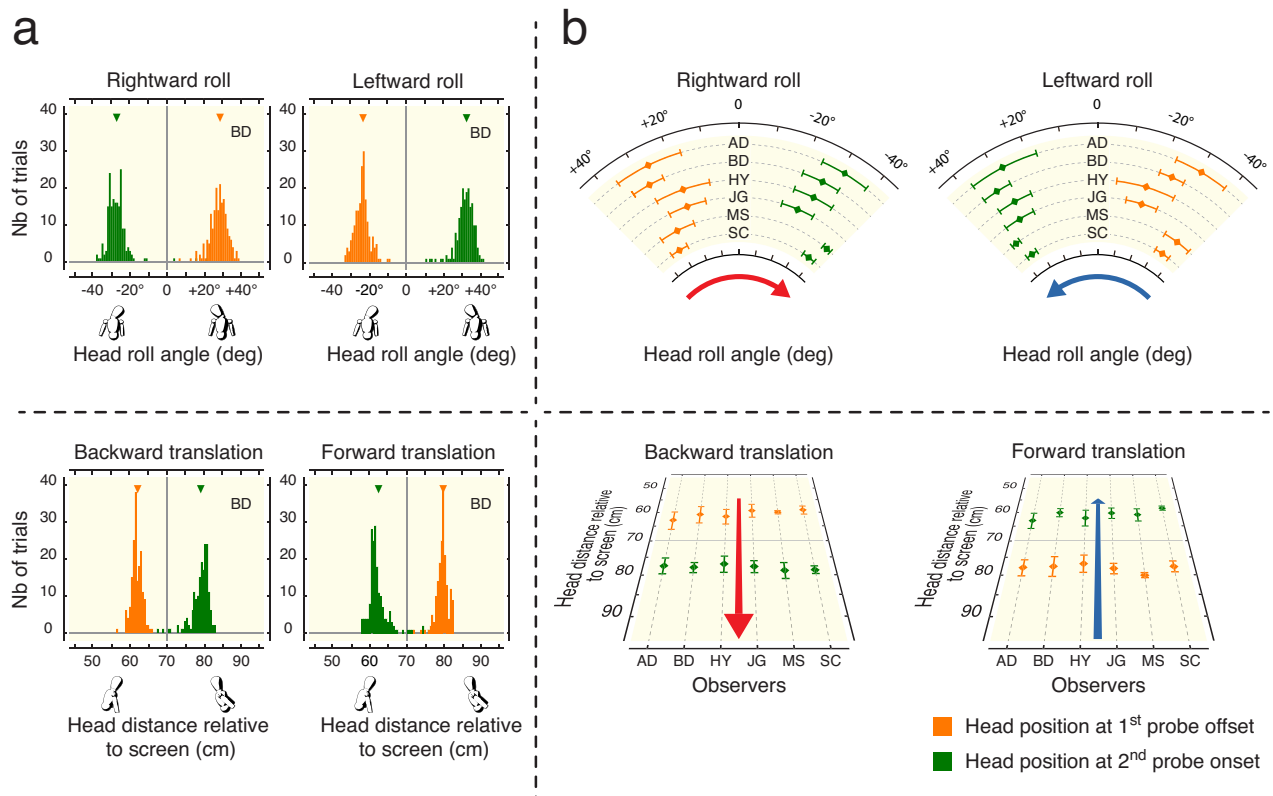 a
Rightward roll
Leftward roll
40
30
20
10
0
Nb of trials
BD
BD
-40 -20° 0 +20° +40°
-40 -20° 0 +20° +40°
Head roll angle (deg)
Head roll angle (deg)
b
Rightward roll
Leftward roll
+40° +20° 0 -20° -40°
+40° +20° 0 -20° -40°
AD
BD
HY
JG
MS
SC
AD
BD
HY
JG
MS
SC
Head roll angle (deg)
Head roll angle (deg)
Backward translation
Forward translation
40
30
20
10
0
40
30
20
10
0
Nb of trials
BD
BD
50 60 70 80 90
50 60 70 80 90
Head distance relative
to screen (cm)
Head distance relative
to screen (cm)
Backward translation
Forward translation
50
60
70
80
90
50
60
70
80
90
Head distance relative
to screen (cm)
Head distance relative
to screen (cm)
AD BD HY JG MS SC
AD BD HY JG MS SC
Observers
Observers
Head position at 1st probe offset
Head position at 2nd probe onset